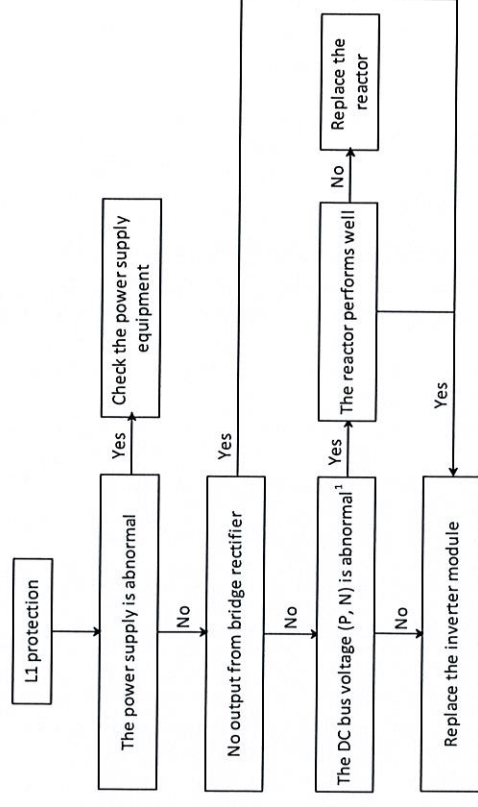 L1 protection
The power supply is abnormal
Yes
Check the power supply
equipment
No
No output from bridge rectifier
Yes
No
The DC bus voltage (P, N) is abnormal¹
Yes
The reactor performs well
No
Replace the
reactor
No
Yes
Replace the inverter module